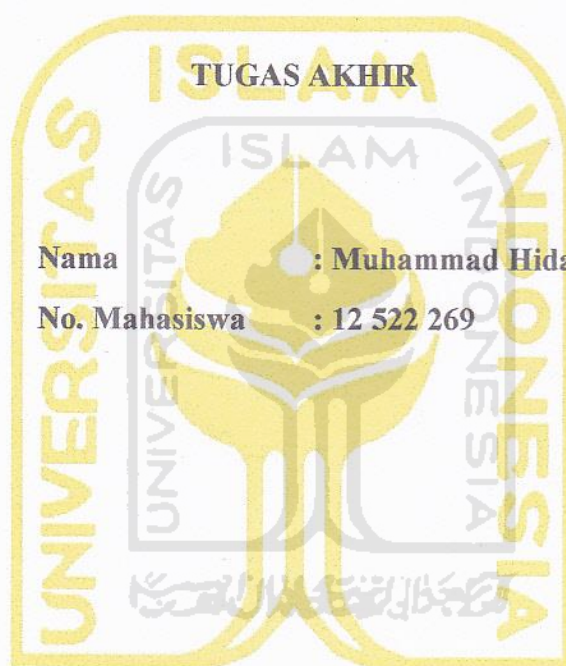 TUGAS AKHIR
Nama : Muhammad Hida
No. Mahasiswa : 12 522 269
UNIVERSITAS ISLAM INDONESIA
UNIVERSITAS ISLAM INDONESIA